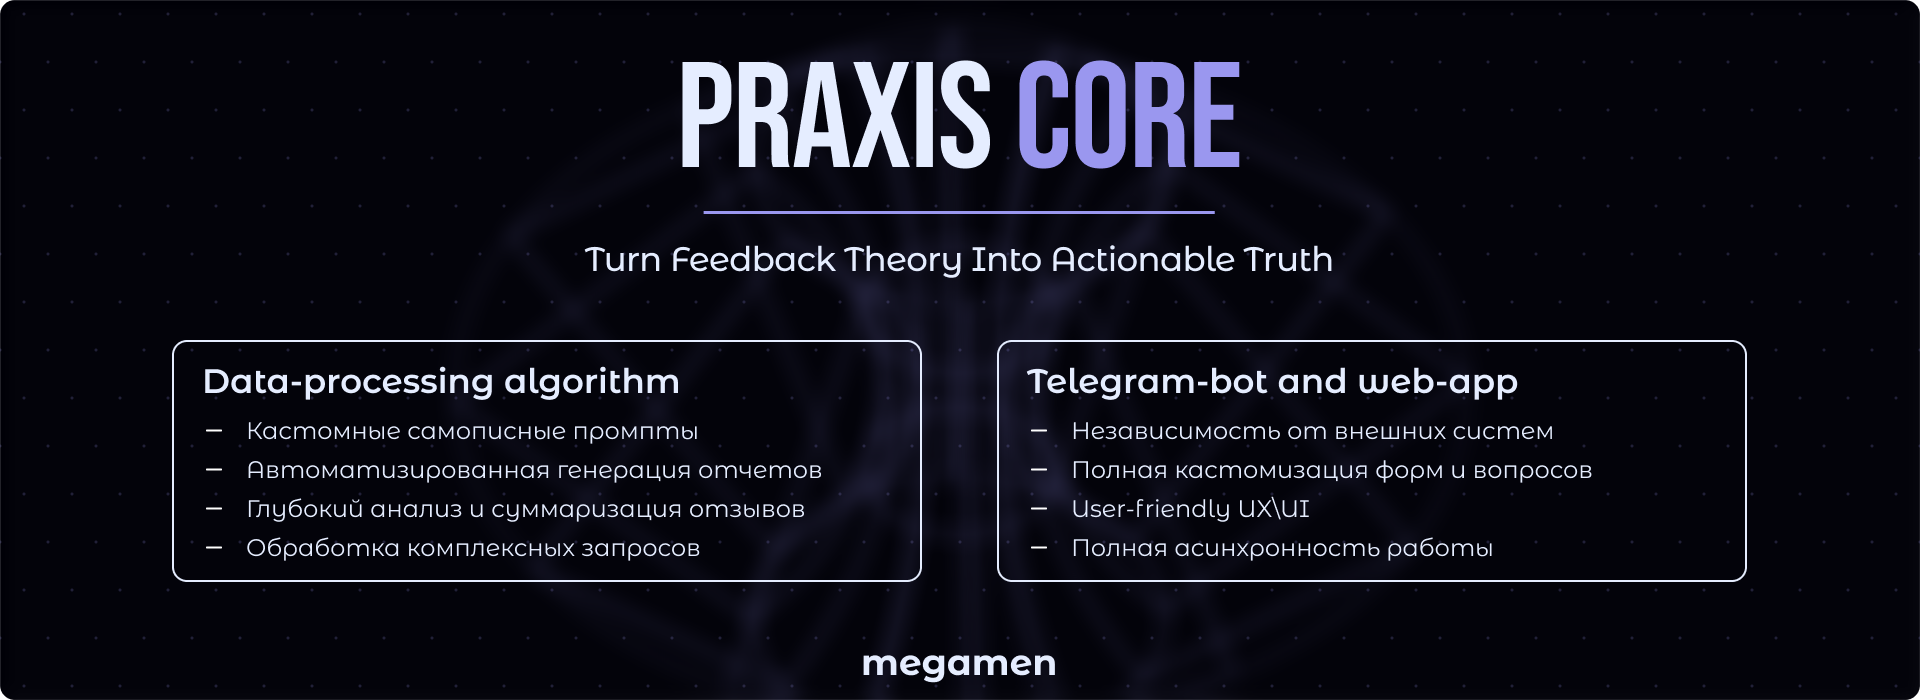 PRAXIS CORE
Turn Feedback Theory Into Actionable Truth
Data-processing algorithm
— Кастомные самописные промпты
— Автоматизированная генерация отчетов
— Глубокий анализ и суммаризация отзывов
— Обработка комплексных запросов
Telegram-bot and web-app
— Независимость от внешних систем
— Полная кастомизация форм и вопросов
— User-friendly UX\UI
— Полная асинхронность работы
megamen